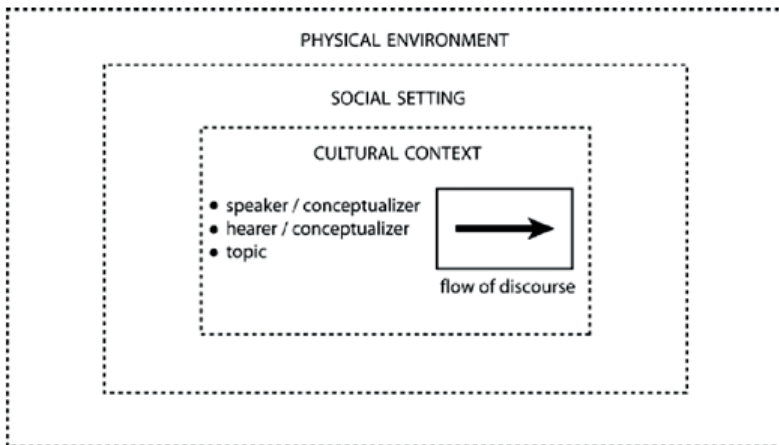 PHYSICAL ENVIRONMENT
SOCIAL SETTING
CULTURAL CONTEXT
• speaker / conceptualizer
• hearer / conceptualizer
• topic
flow of discourse